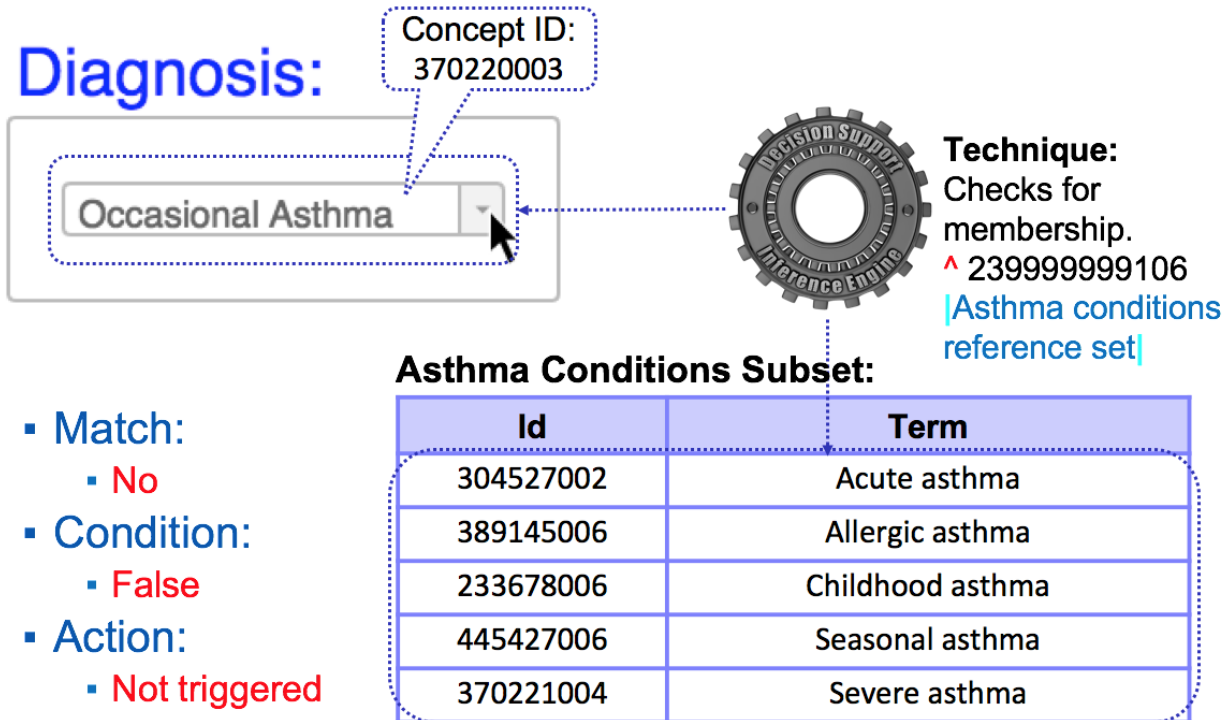 Concept ID:
370220003
Diagnosis:
Occasional Asthma
Decision Support
Inference Engine
Technique:
Checks for
membership.
^ 239999999106
|Asthma conditions
reference set|
Asthma Conditions Subset:
Id Term
304527002 Acute asthma
389145006 Allergic asthma
233678006 Childhood asthma
445427006 Seasonal asthma
370221004 Severe asthma
▪ Match:
▪ No
▪ Condition:
▪ False
▪ Action:
▪ Not triggered